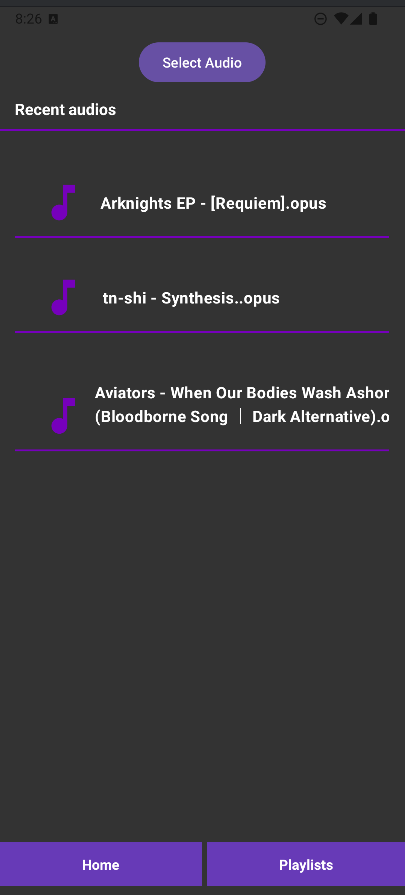 8:26 A
Select Audio
Recent audios
Arknights EP - [Requiem].opus
tn-shi - Synthesis..opus
Aviators - When Our Bodies Wash Ashor
(Bloodborne Song ｜ Dark Alternative).o
Home
Playlists